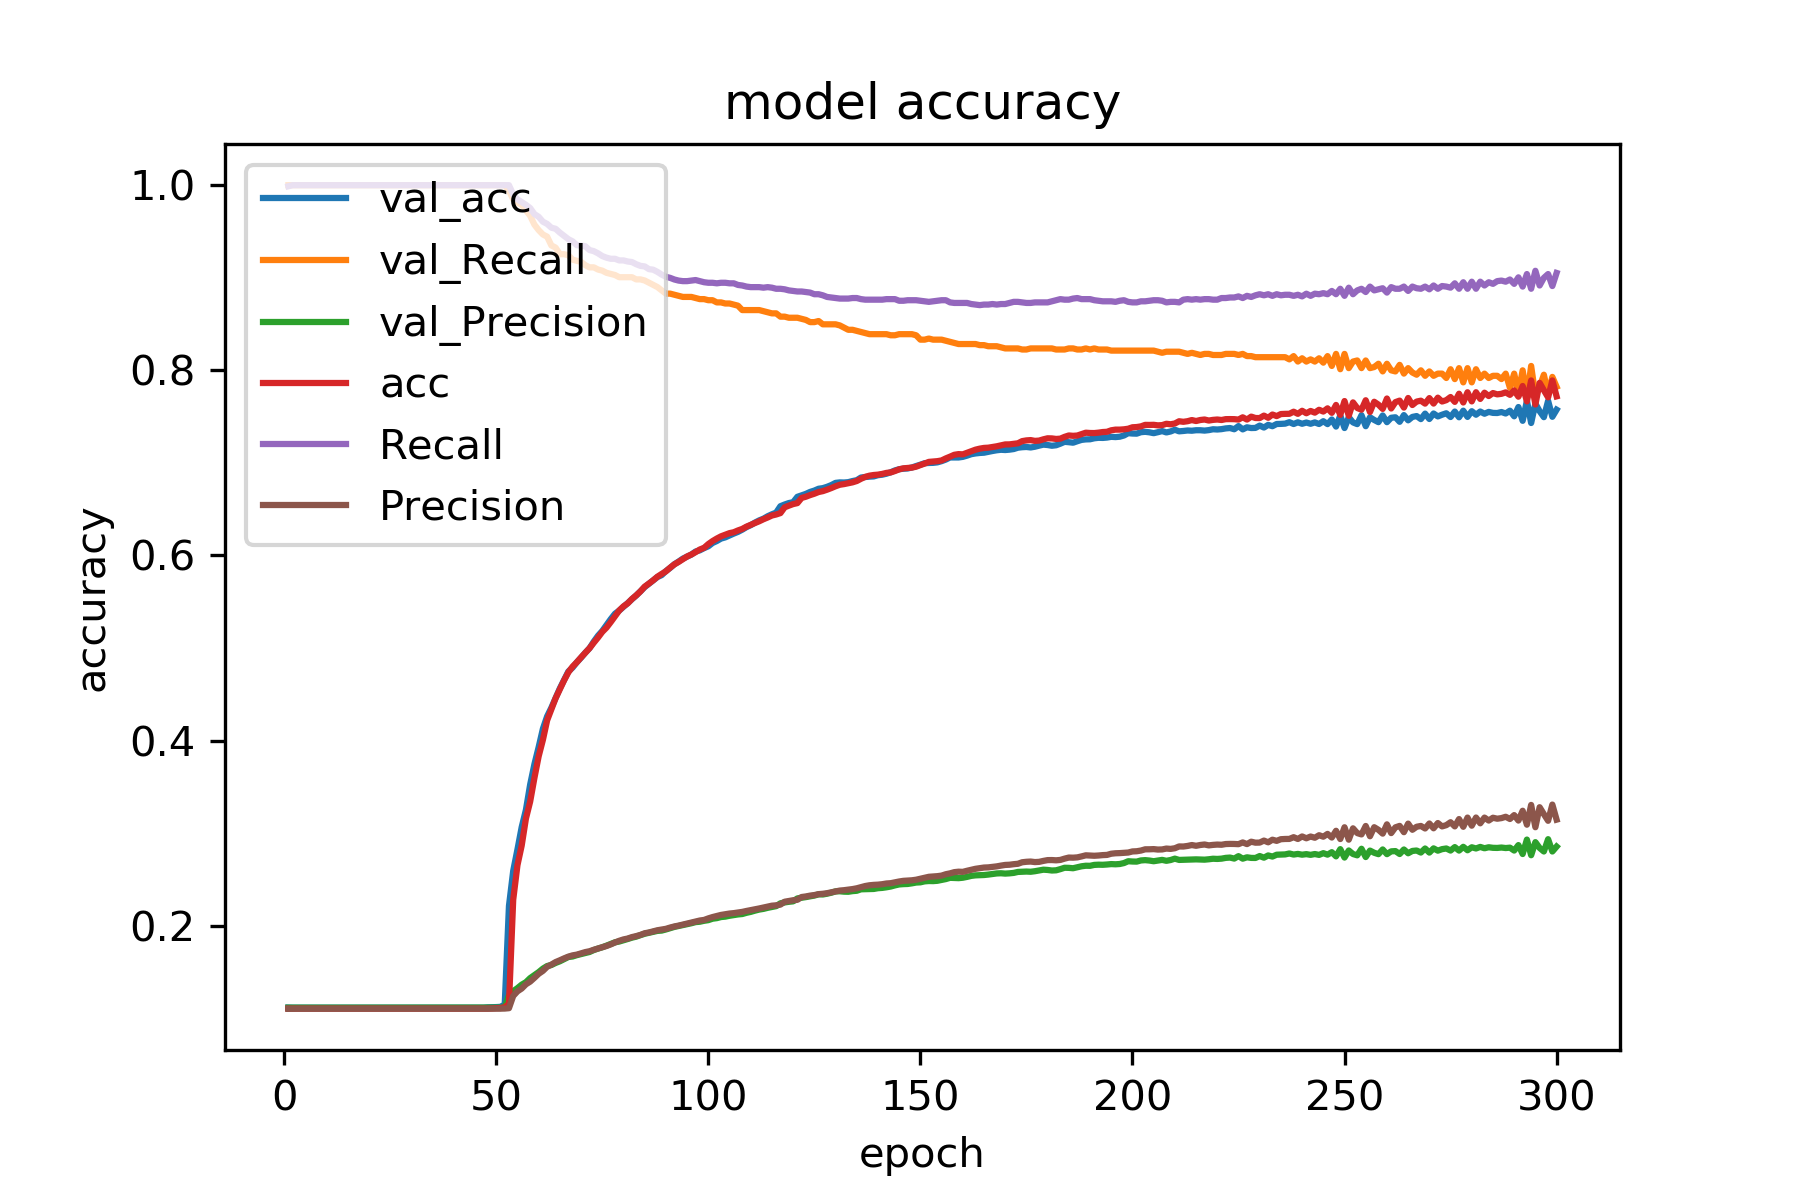 model accuracy
accuracy
1.0
0.8
0.6
0.4
0.2
val_acc
val_Recall
val_Precision
acc
Recall
Precision
0 50 100 150 200 250 300
epoch